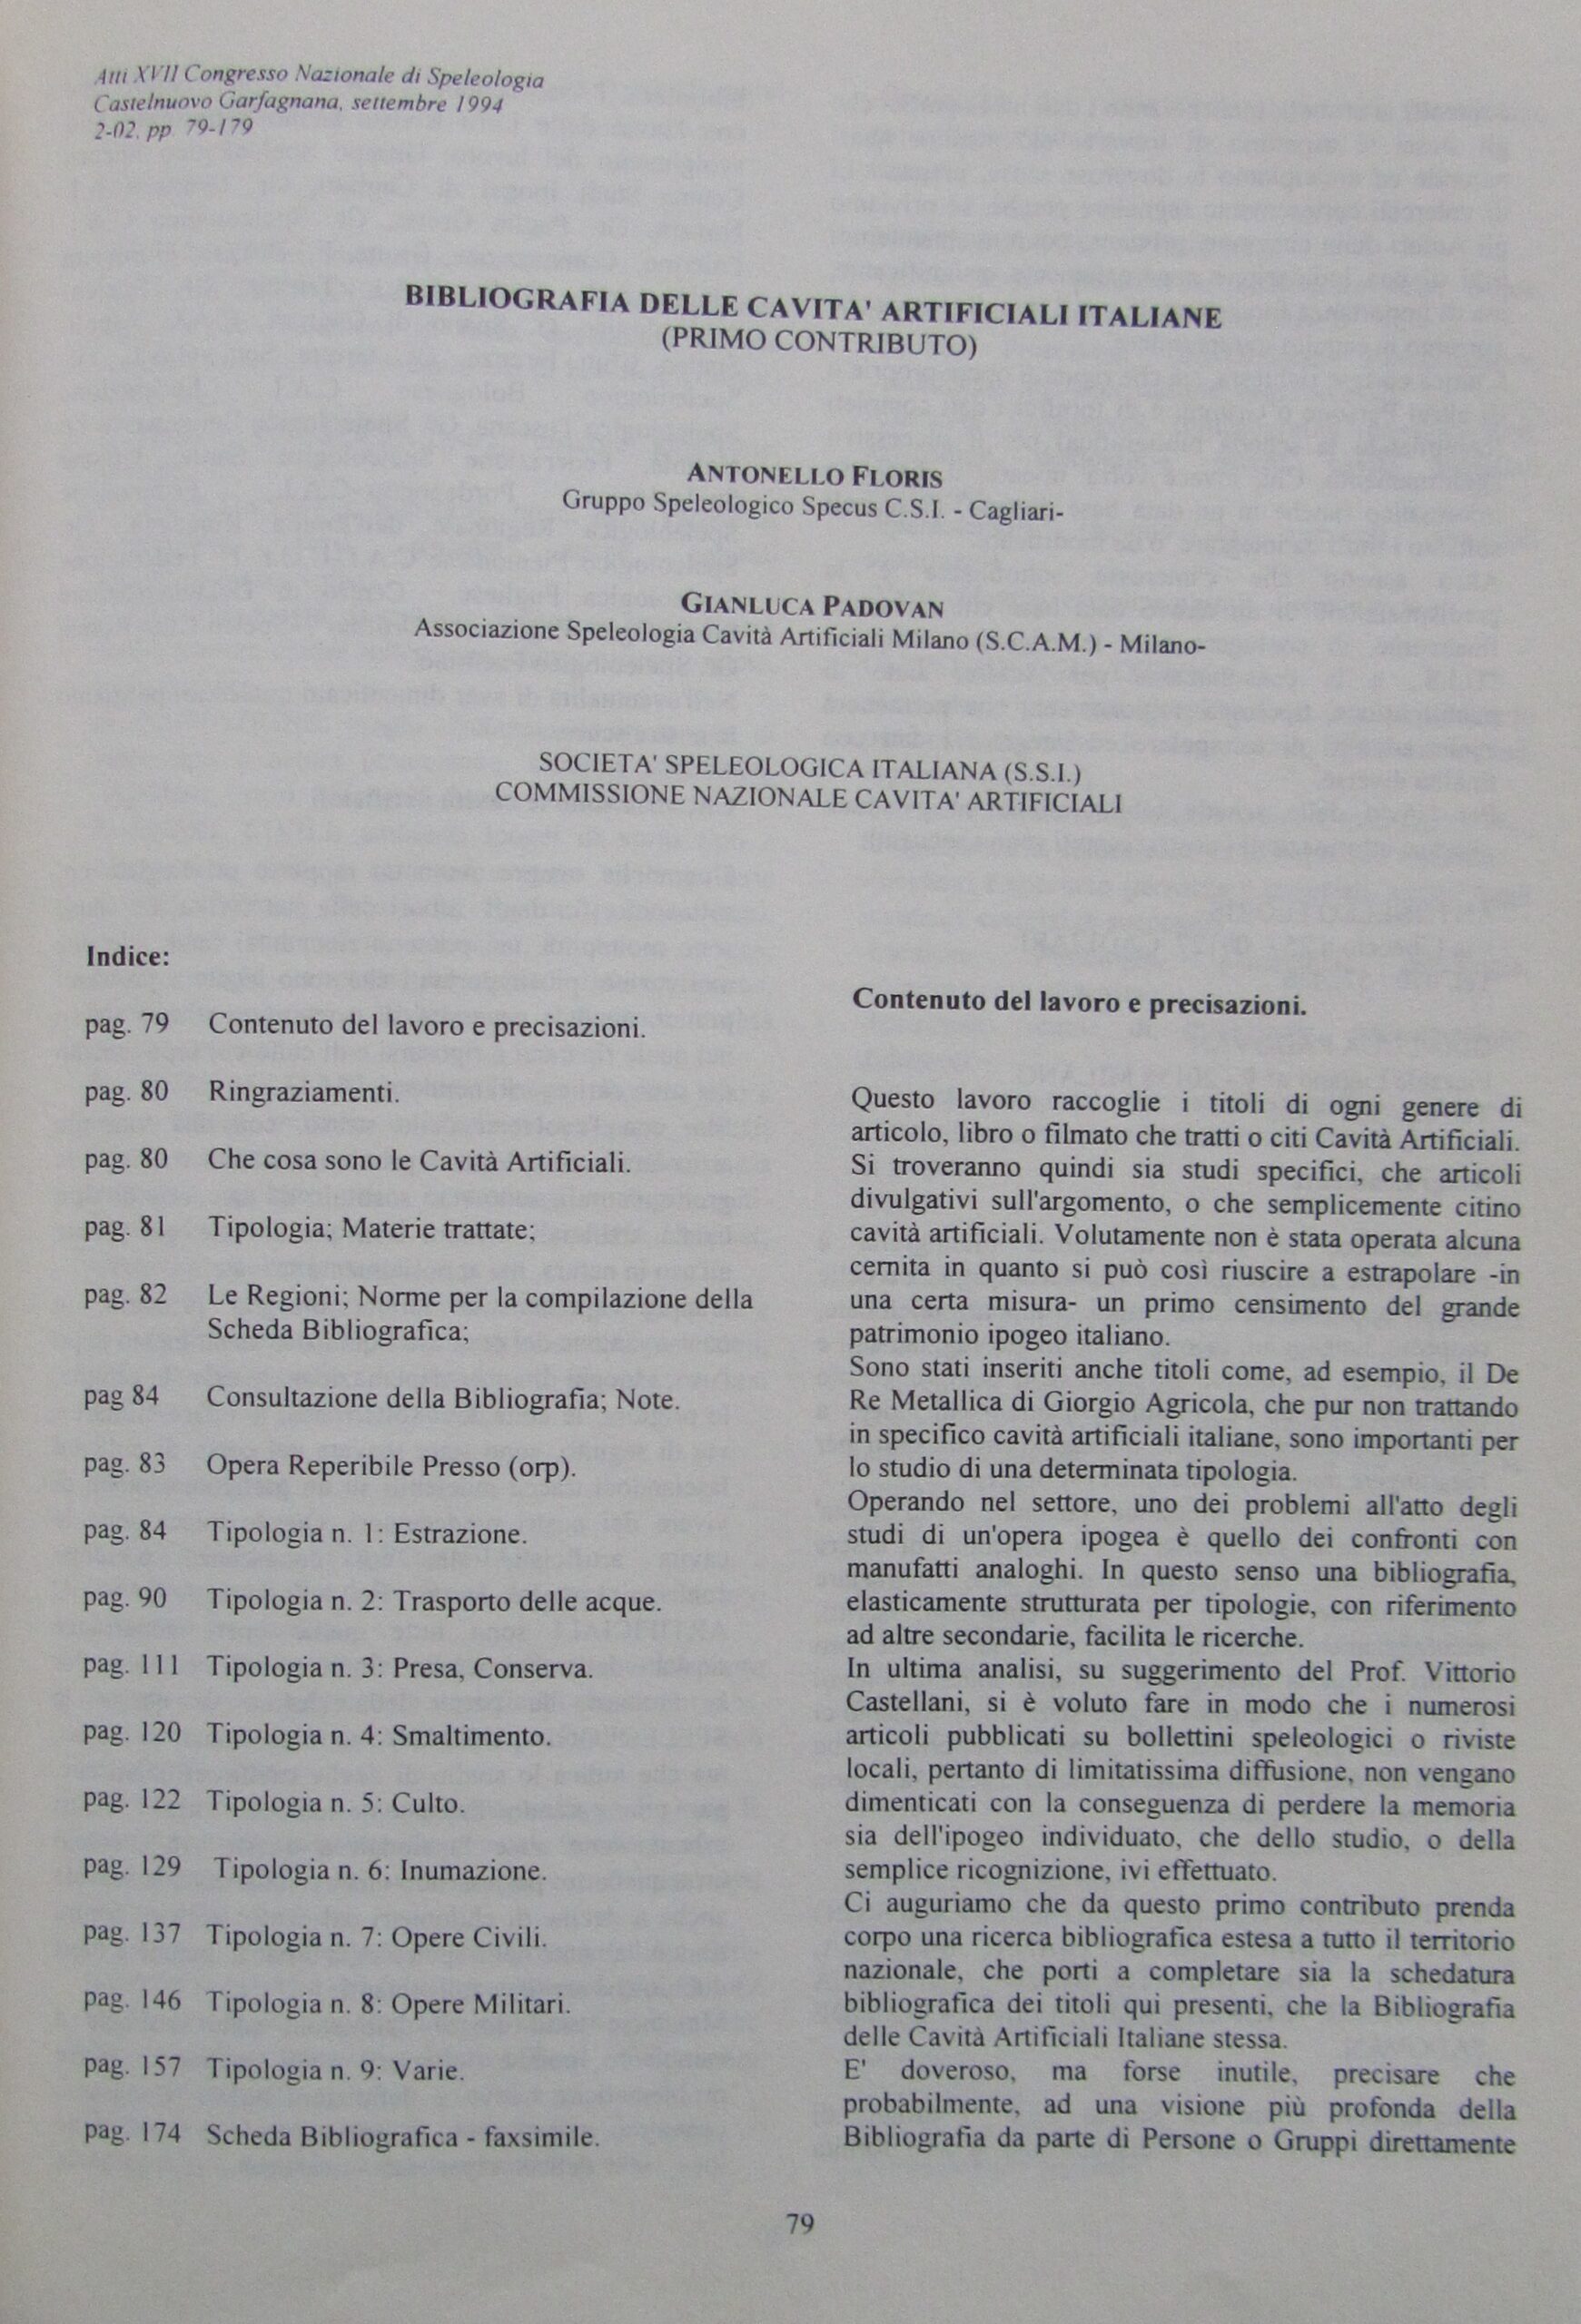 Atti XVII Congresso Nazionale di Speleologia
Castelnuovo Garfagnana, settembre 1994
2-02, pp. 79-179
BIBLIOGRAFIA DELLE CAVITA' ARTIFICIALI ITALIANE
(PRIMO CONTRIBUTO)
ANTONELLO FLORIS
Gruppo Speleologico Specus C.S.I. - Cagliari-
GIANLUCA PADOVAN
Associazione Speleologia Cavità Artificiali Milano (S.C.A.M.) - Milano-
SOCIETA' SPELEOLOGICA ITALIANA (S.S.I.)
COMMISSIONE NAZIONALE CAVITA' ARTIFICIALI
Indice:
pag. 79 Contenuto del lavoro e precisazioni.
pag. 80 Ringraziamenti.
pag. 80 Che cosa sono le Cavità Artificiali.
pag. 81 Tipologia; Materie trattate;
pag. 82 Le Regioni; Norme per la compilazione della
Scheda Bibliografica;
pag 84 Consultazione della Bibliografia; Note.
pag. 83 Opera Reperibile Presso (orp).
pag. 84 Tipologia n. 1: Estrazione.
pag. 90 Tipologia n. 2: Trasporto delle acque.
pag. 111 Tipologia n. 3: Presa, Conserva.
pag. 120 Tipologia n. 4: Smaltimento.
pag. 122 Tipologia n. 5: Culto.
pag. 129 Tipologia n. 6: Inumazione.
pag. 137 Tipologia n. 7: Opere Civili.
pag. 146 Tipologia n. 8: Opere Militari.
pag. 157 Tipologia n. 9: Varie.
pag. 174 Scheda Bibliografica - faxsimile.
Contenuto del lavoro e precisazioni.
Questo lavoro raccoglie i titoli di ogni genere di
articolo, libro o filmato che tratti o citi Cavità Artificiali.
Si troveranno quindi sia studi specifici, che articoli
divulgativi sull'argomento, o che semplicemente citino
cavità artificiali. Volutamente non è stata operata alcuna
cernita in quanto si può così riuscire a estrapolare -in
una certa misura- un primo censimento del grande
patrimonio ipogeo italiano.
Sono stati inseriti anche titoli come, ad esempio, il De
Re Metallica di Giorgio Agricola, che pur non trattando
in specifico cavità artificiali italiane, sono importanti per
lo studio di una determinata tipologia.
Operando nel settore, uno dei problemi all'atto degli
studi di un'opera ipogea è quello dei confronti con
manufatti analoghi. In questo senso una bibliografia,
elasticamente strutturata per tipologie, con riferimento
ad altre secondarie, facilita le ricerche.
In ultima analisi, su suggerimento del Prof. Vittorio
Castellani, si è voluto fare in modo che i numerosi
articoli pubblicati su bollettini speleologici o riviste
locali, pertanto di limitatissima diffusione, non vengano
dimenticati con la conseguenza di perdere la memoria
sia dell'ipogeo individuato, che dello studio, o della
semplice ricognizione, ivi effettuato.
Ci auguriamo che da questo primo contributo prenda
corpo una ricerca bibliografica estesa a tutto il territorio
nazionale, che porti a completare sia la schedatura
bibliografica dei titoli qui presenti, che la Bibliografia
delle Cavità Artificiali Italiane stessa.
E' doveroso, ma forse inutile, precisare che
probabilmente, ad una visione più profonda della
Bibliografia da parte di Persone o Gruppi direttamente
79